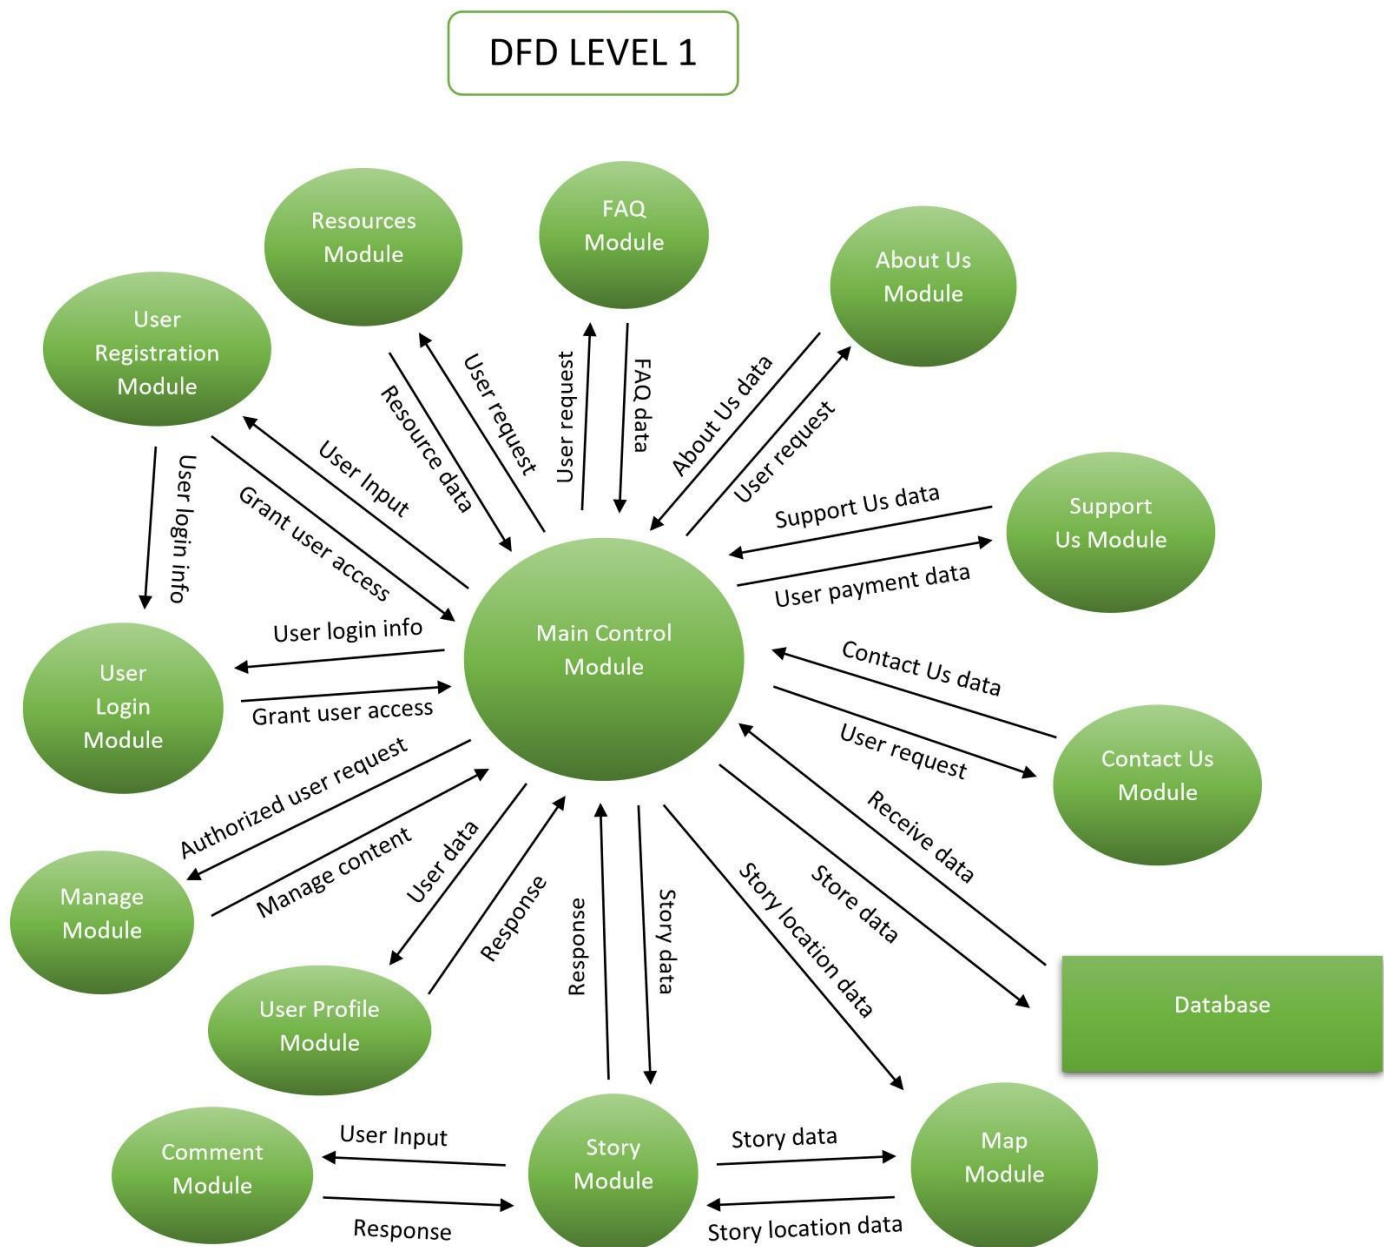 DFD LEVEL 1
Resources
Module
FAQ
Module
About Us
Module
User
Registration
Module
User request
Resource data
User request
FAQ data
About Us data
User request
User Input
Grant user access
User login info
Support Us data
User payment data
Support
Us Module
Main Control
Module
User login info
Grant user access
User
Login
Module
Contact Us data
User request
Contact Us
Module
Authorized user request
Manage content
Manage
Module
User data
Response
User Profile
Module
Response
Story data
Story location data
Receive data
Store data
Database
Comment
Module
User Input
Response
Story
Module
Story data
Story location data
Map
Module